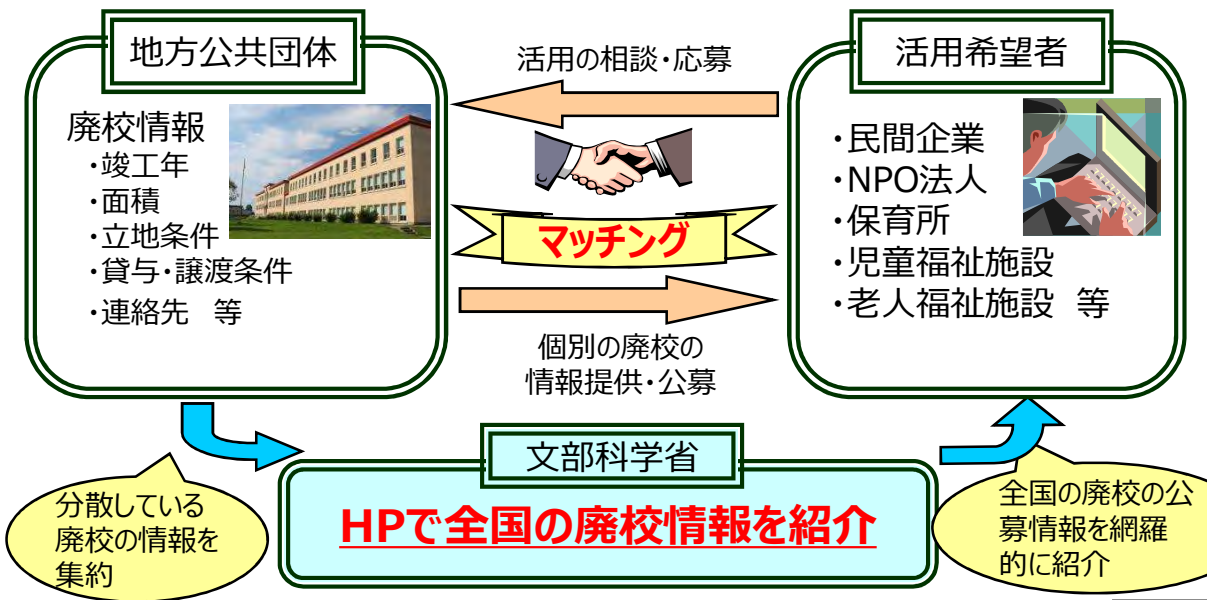 地方公共団体
廃校情報
・竣工年
・面積
・立地条件
・貸与・譲渡条件
・連絡先　等
活用の相談・応募
マッチング
個別の廃校の
情報提供・公募
活用希望者
・民間企業
・NPO法人
・保育所
・児童福祉施設
・老人福祉施設　等
分散している
廃校の情報を
集約
文部科学省
HPで全国の廃校情報を紹介
全国の廃校の公
募情報を網羅
的に紹介